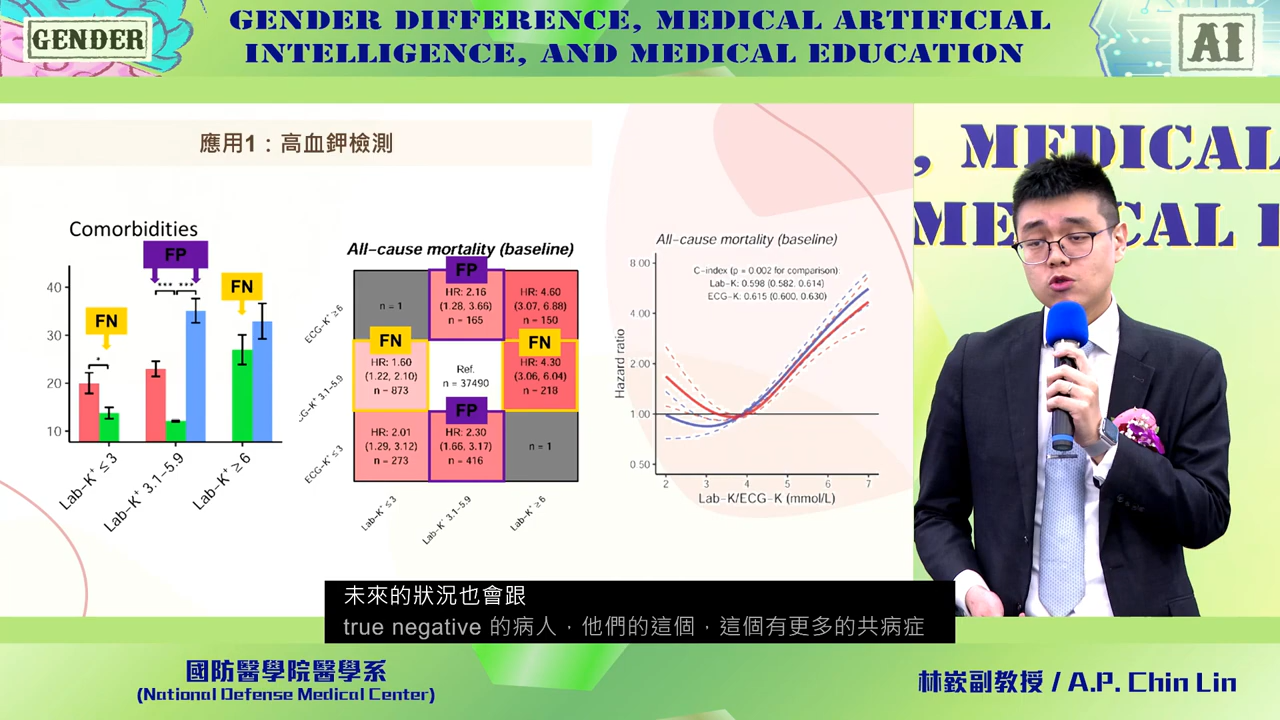 GENDER
GENDER DIFFERENCE, MEDICAL ARTIFICIAL
INTELLIGENCE, AND MEDICAL EDUCATION
AI
應用1：高血鉀檢測
Comorbidities
FP
*** ***
FN
FN
*
40
30
20
10
Lab-K⁺ ≤ 3
Lab-K⁺ 3.1-5.9
Lab-K⁺ ≥ 6
All-cause mortality (baseline)
FP
ECG-K⁺ ≥ 6
n = 1
HR: 2.16
(1.28, 3.66)
n = 165
HR: 4.60
(3.07, 6.88)
n = 150
FN
FN
3.1-5.9
HR: 1.60
(1.22, 2.10)
n = 873
Ref.
n = 37490
HR: 4.30
(3.06, 6.04)
n = 218
FP
ECG-K⁺ ≤ 3
HR: 2.01
(1.29, 3.12)
n = 273
HR: 2.30
(1.66, 3.17)
n = 416
n = 1
Lab-K⁺ ≤ 3
Lab-K⁺ 3.1-5.9
Lab-K⁺ ≥ 6
All-cause mortality (baseline)
C-index (p = 0.002 for comparison):
Lab-K: 0.598 (0.582, 0.614)
ECG-K: 0.615 (0.600, 0.630)
Hazard ratio
8.00
4.00
2.00
1.00
0.50
2 3 4 5 6 7
Lab-K/ECG-K (mmol/L)
, MEDICAL
MEDICAL E
未來的狀況也會跟
true negative 的病人，他們的這個，這個有更多的共病症
國防醫學院醫學系
(National Defense Medical Center)
林嶔副教授 / A.P. Chin Lin